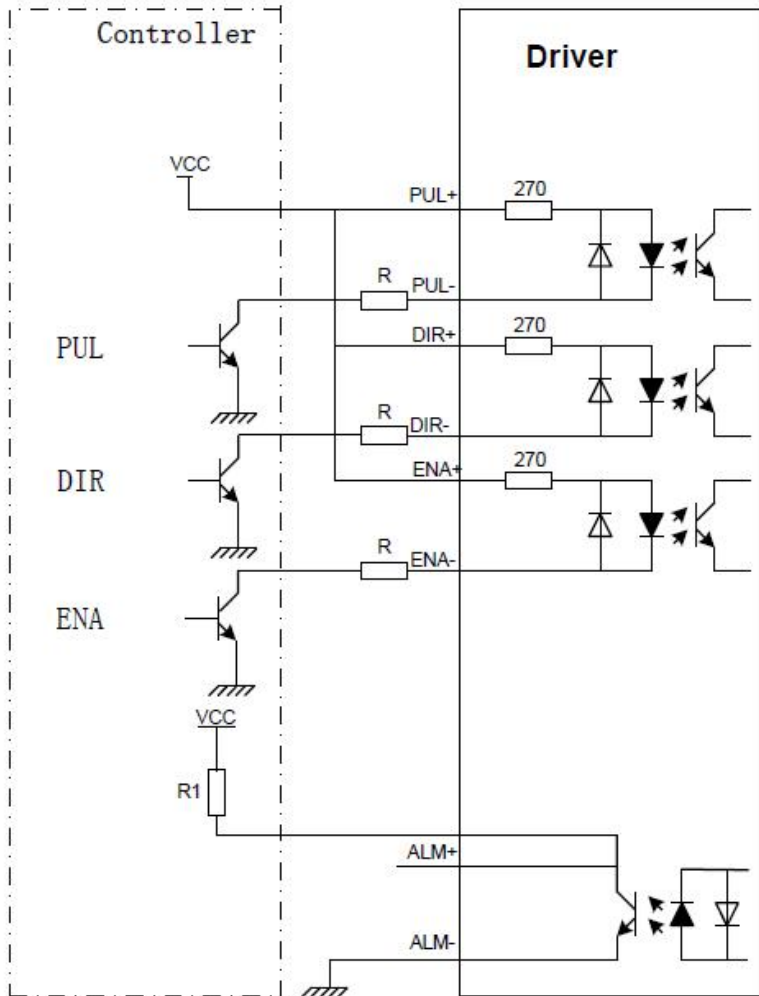 Controller
Driver
VCC
PUL+
270
R
PUL-
PUL
DIR+
270
R
DIR-
DIR
ENA+
270
R
ENA-
ENA
VCC
R1
ALM+
ALM-